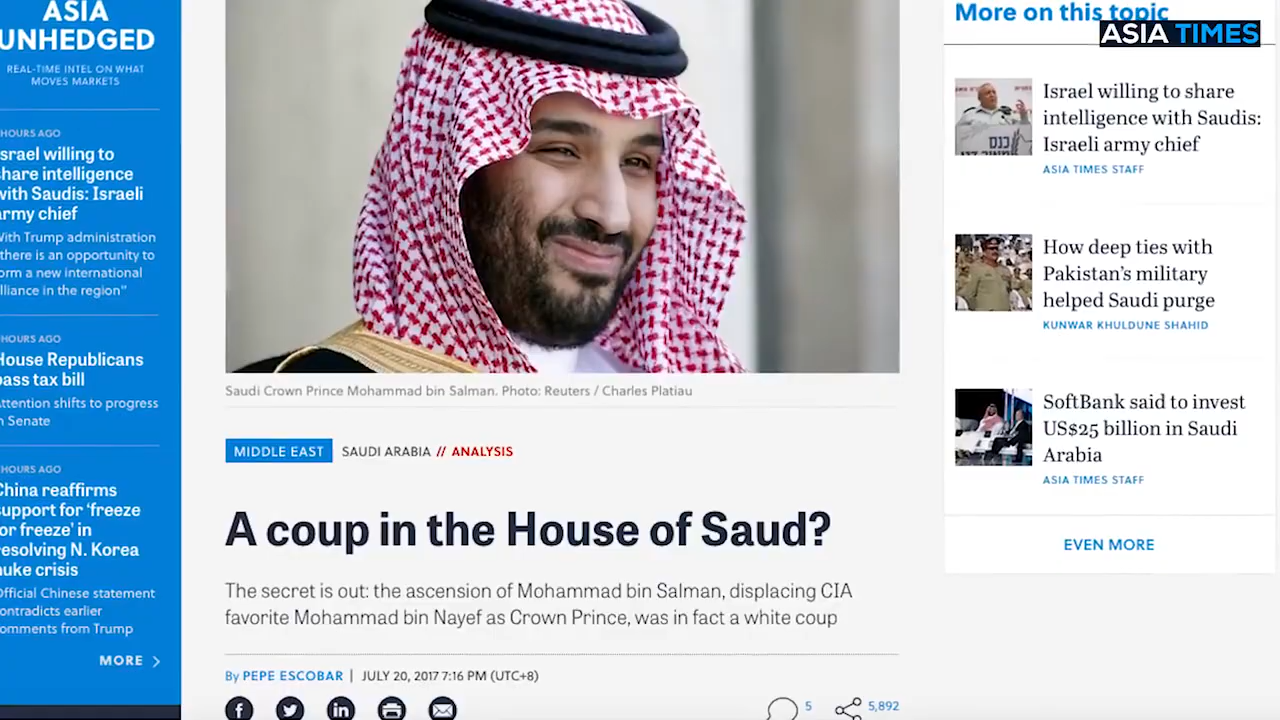 ASIA
UNHEDGED
REAL-TIME INTEL ON WHAT
MOVES MARKETS
HOURS AGO
srael willing to
share intelligence
with Saudis: Israeli
army chief
With Trump administration
there is an opportunity to
orm a new international
lliance in the region"
HOURS AGO
House Republicans
pass tax bill
Attention shifts to progress
n Senate
HOURS AGO
China reaffirms
support for ‘freeze
or freeze’ in
resolving N. Korea
nuke crisis
Official Chinese statement
ontradicts earlier
omments from Trump
MORE
Saudi Crown Prince Mohammad bin Salman. Photo: Reuters / Charles Platiau
MIDDLE EAST SAUDI ARABIA // ANALYSIS
A coup in the House of Saud?
The secret is out: the ascension of Mohammad bin Salman, displacing CIA
favorite Mohammad bin Nayef as Crown Prince, was in fact a white coup
By PEPE ESCOBAR | JULY 20, 2017 7:16 PM (UTC+8)
5 5,892
More on this topic
ASIA TIMES
Israel willing to share
intelligence with Saudis:
Israeli army chief
ASIA TIMES STAFF
How deep ties with
Pakistan’s military
helped Saudi purge
KUNWAR KHULDUNE SHAHID
SoftBank said to invest
US$25 billion in Saudi
Arabia
ASIA TIMES STAFF
EVEN MORE